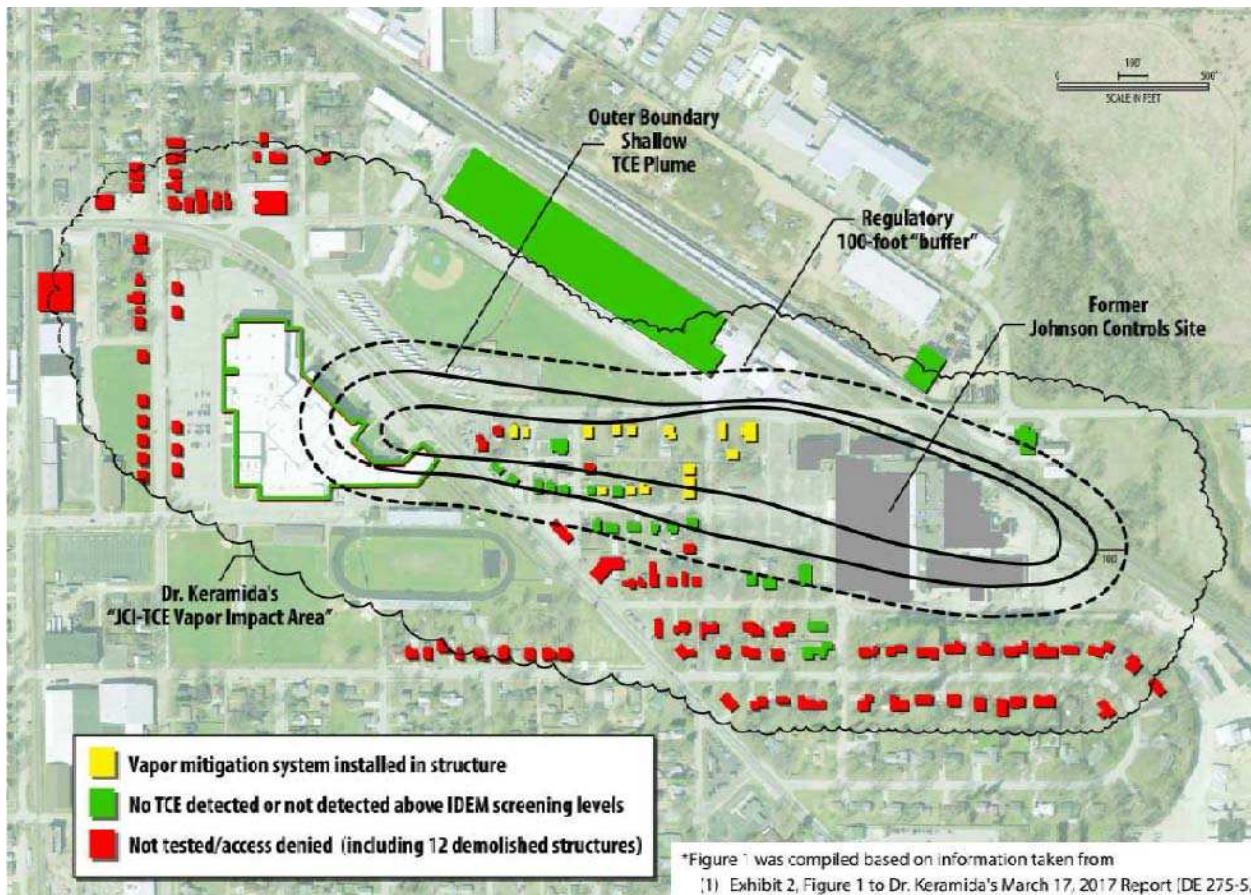 0 100' 500'
SCALE IN FEET
Outer Boundary
Shallow
TCE Plume
Regulatory
100-foot "buffer"
Former
Johnson Controls Site
100'
Dr. Keramida's
"JCI-TCE Vapor Impact Area"
Vapor mitigation system installed in structure
No TCE detected or not detected above IDEM screening levels
Not tested/access denied (including 12 demolished structures)
*Figure 1 was compiled based on information taken from
(1) Exhibit 2, Figure 1 to Dr. Keramida's March 17, 2017 Report [DE 275-5,